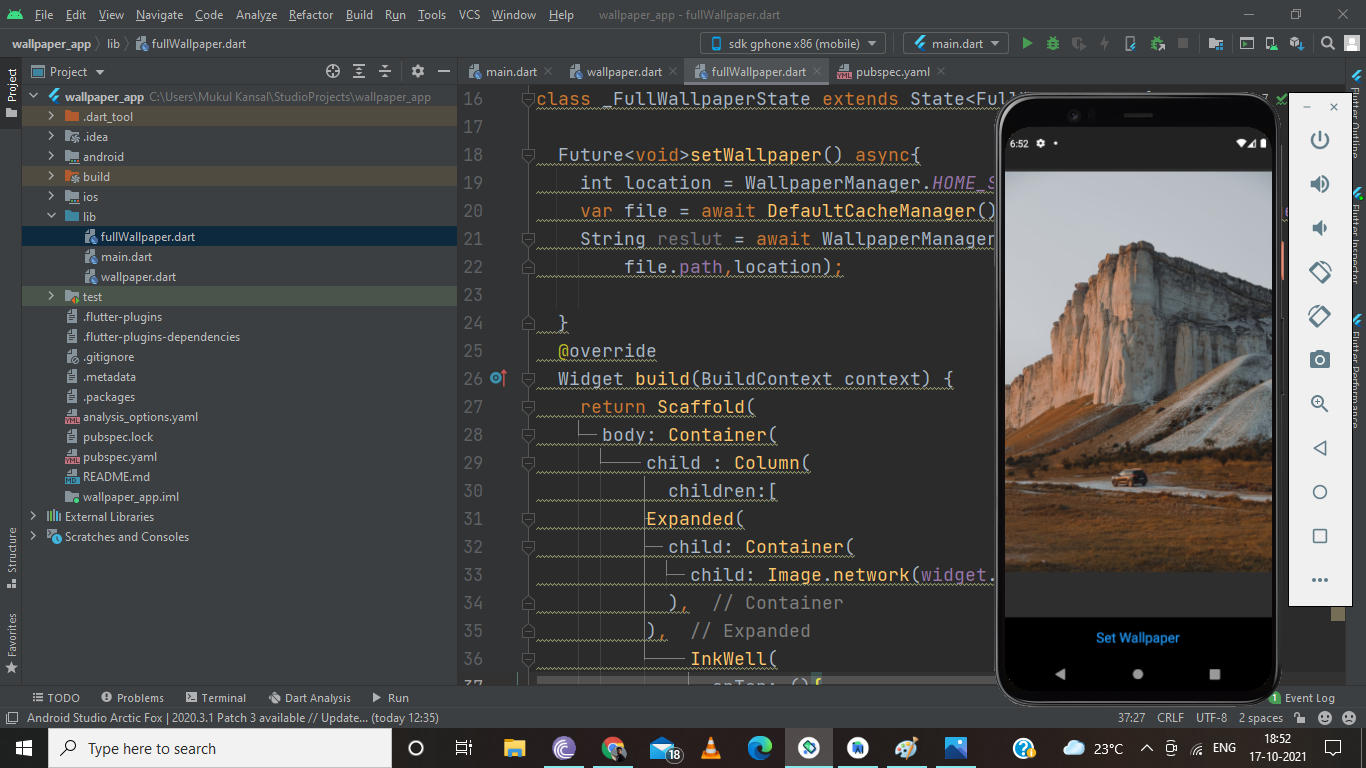 File Edit View Navigate Code Analyze Refactor Build Run Tools VCS Window Help wallpaper_app - fullWallpaper.dart
wallpaper_app lib fullWallpaper.dart sdk gphone x86 (mobile) main.dart
Project main.dart wallpaper.dart fullWallpaper.dart pubspec.yaml
Project
Structure
Favorites
wallpaper_app C:\Users\Mukul Kansal\StudioProjects\wallpaper_app
.dart_tool
.idea
android
build
ios
lib
fullWallpaper.dart
main.dart
wallpaper.dart
test
.flutter-plugins
.flutter-plugins-dependencies
.gitignore
.metadata
.packages
analysis_options.yaml
pubspec.lock
pubspec.yaml
README.md
wallpaper_app.iml
External Libraries
Scratches and Consoles
16 class _FullWallpaperState extends State<Ful
17
18 Future<void>setWallpaper() async{
19 int location = WallpaperManager.HOME_S
20 var file = await DefaultCacheManager()
21 String reslut = await WallpaperManager
22 file.path,location);
23
24 }
25 @override
26 Widget build(BuildContext context) {
27 return Scaffold(
28 body: Container(
29 child : Column(
30 children:[
31 Expanded(
32 child: Container(
33 child: Image.network(widget.
34 ), // Container
35 ), // Expanded
36 InkWell(
37 onTap: (){
6:52
Set Wallpaper
Flutter Outline
Flutter Inspector
Flutter Performance
TODO Problems Terminal Dart Analysis Run 1 Event Log
Android Studio Arctic Fox | 2020.3.1 Patch 3 available // Update... (today 12:35) 37:27 CRLF UTF-8 2 spaces
Type here to search 18 23°C ENG 18:52
17-10-2021